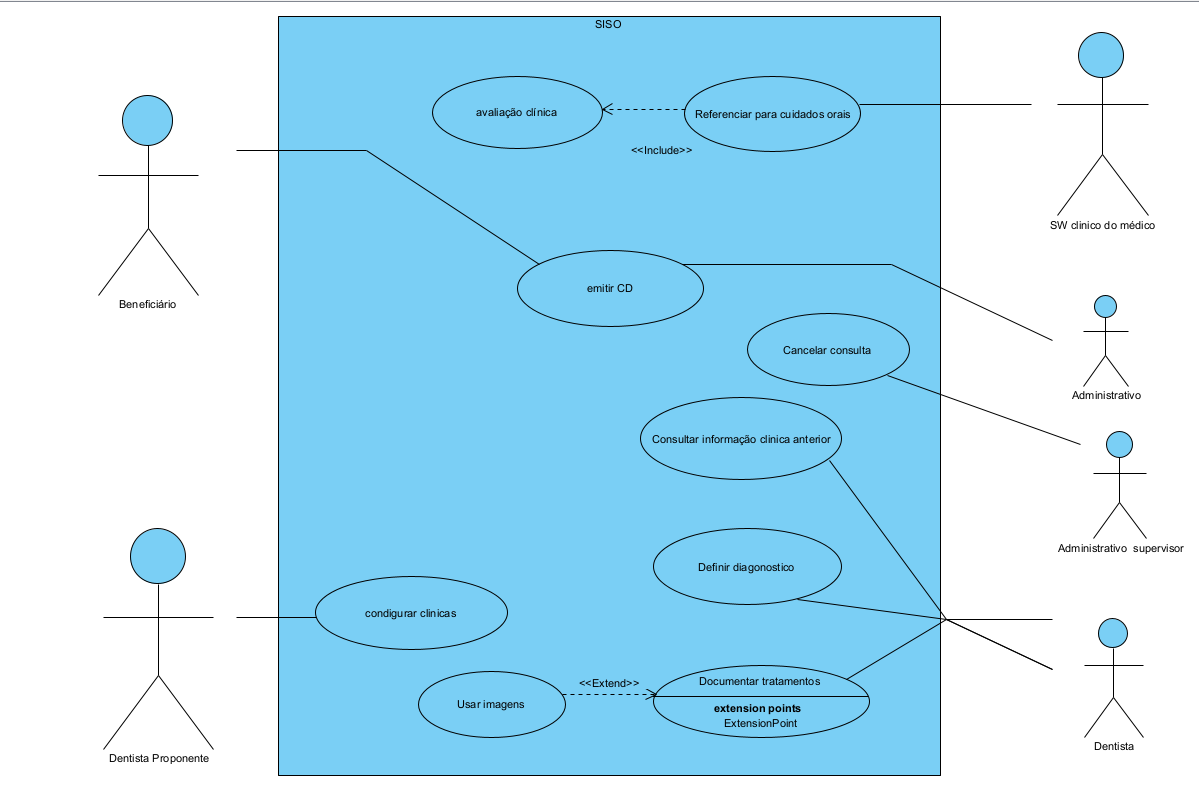 SISO
avaliação clínica
Referenciar para cuidados orais
<<Include>>
SW clinico do médico
Beneficiário
emitir CD
Cancelar consulta
Administrativo
Consultar informação clinica anterior
Administrativo supervisor
Definir diagonostico
condigurar clinicas
Usar imagens
<<Extend>>
Documentar tratamentos
extension points
ExtensionPoint
Dentista
Dentista Proponente